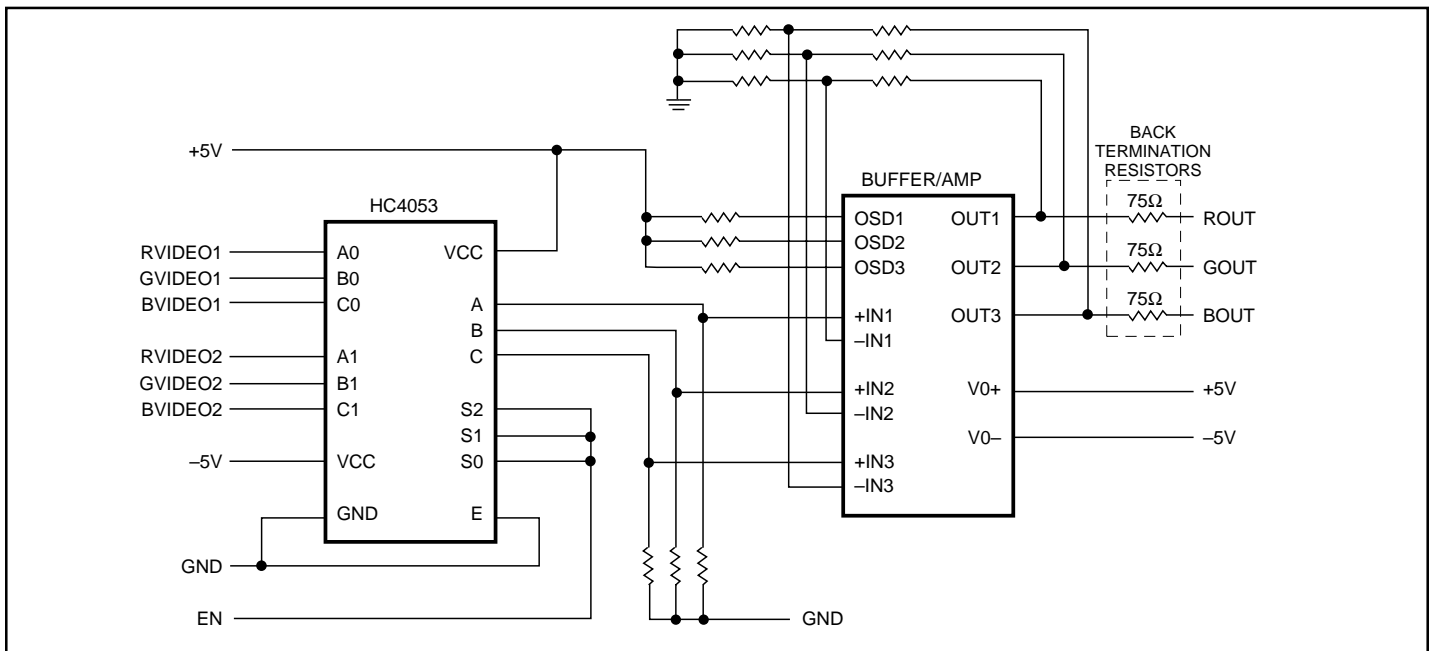 BACK
TERMINATION
RESISTORS
+5V
BUFFER/AMP
HC4053
75Ω
OSD1
OUT1
ROUT
OSD2
RVIDEO1
A0
VCC
OSD3
OUT2
75Ω
GOUT
GVIDEO1
B0
BVIDEO1
C0
A
+IN1
OUT3
75Ω
BOUT
B
–IN1
RVIDEO2
A1
C
GVIDEO2
B1
+IN2
V0+
+5V
BVIDEO2
C1
S2
–IN2
S1
V0–
–5V
–5V
VCC
S0
+IN3
–IN3
GND
E
GND
EN
GND